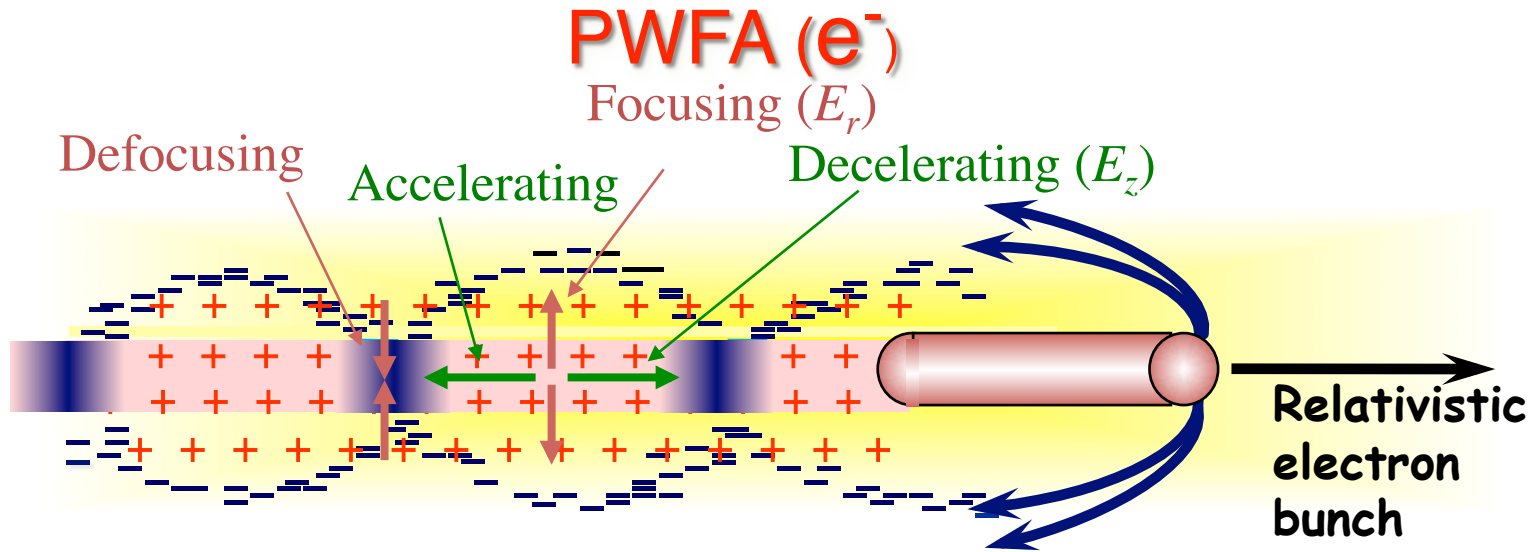 PWFA (e-)
Focusing (Er)
Defocusing
Accelerating
Decelerating (Ez)
Relativistic
electron
bunch